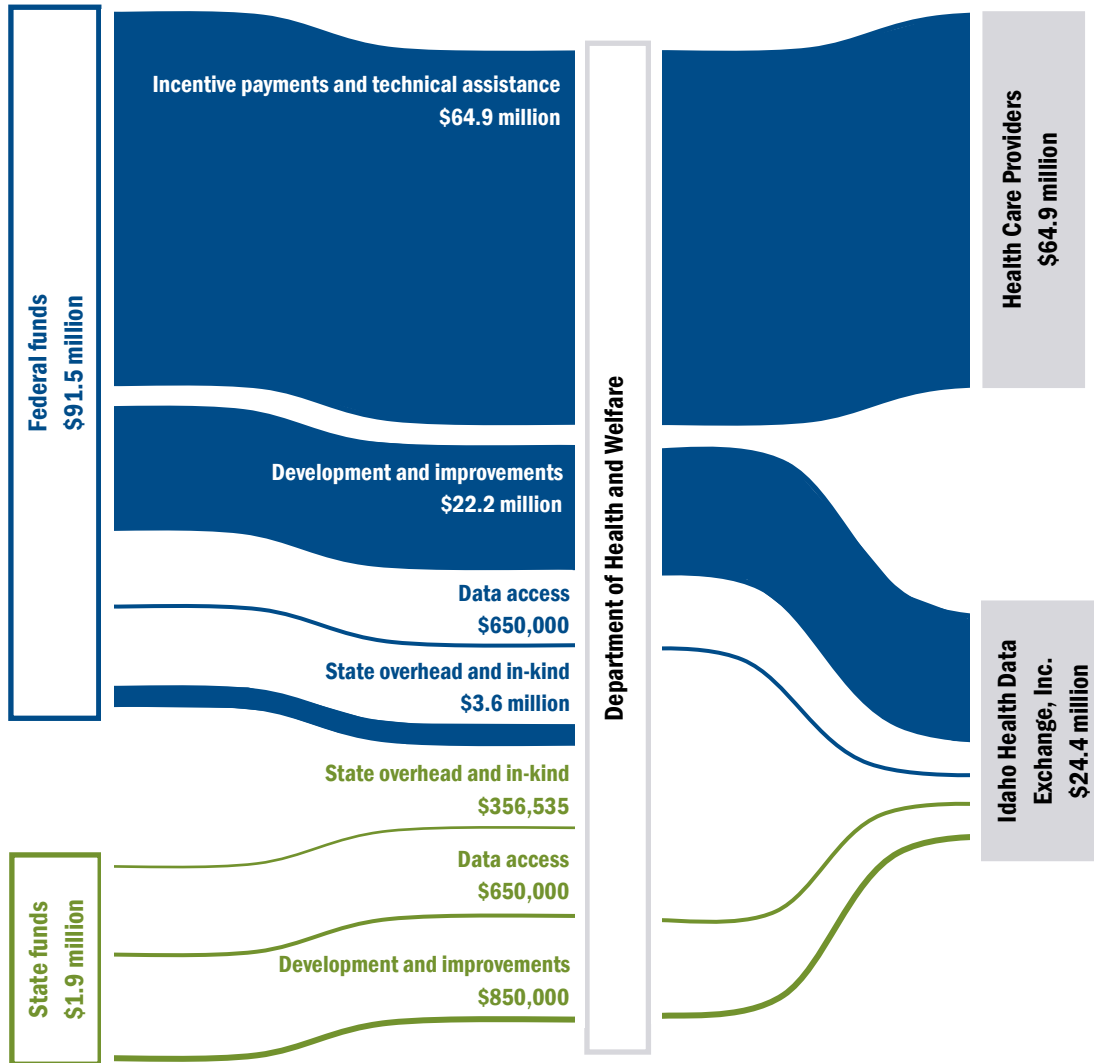 Federal funds
$91.5 million
State funds
$1.9 million
Incentive payments and technical assistance
$64.9 million
Development and improvements
$22.2 million
Data access
$650,000
State overhead and in-kind
$3.6 million
State overhead and in-kind
$356,535
Data access
$650,000
Development and improvements
$850,000
Department of Health and Welfare
Health Care Providers
$64.9 million
Idaho Health Data
Exchange, Inc.
$24.4 million